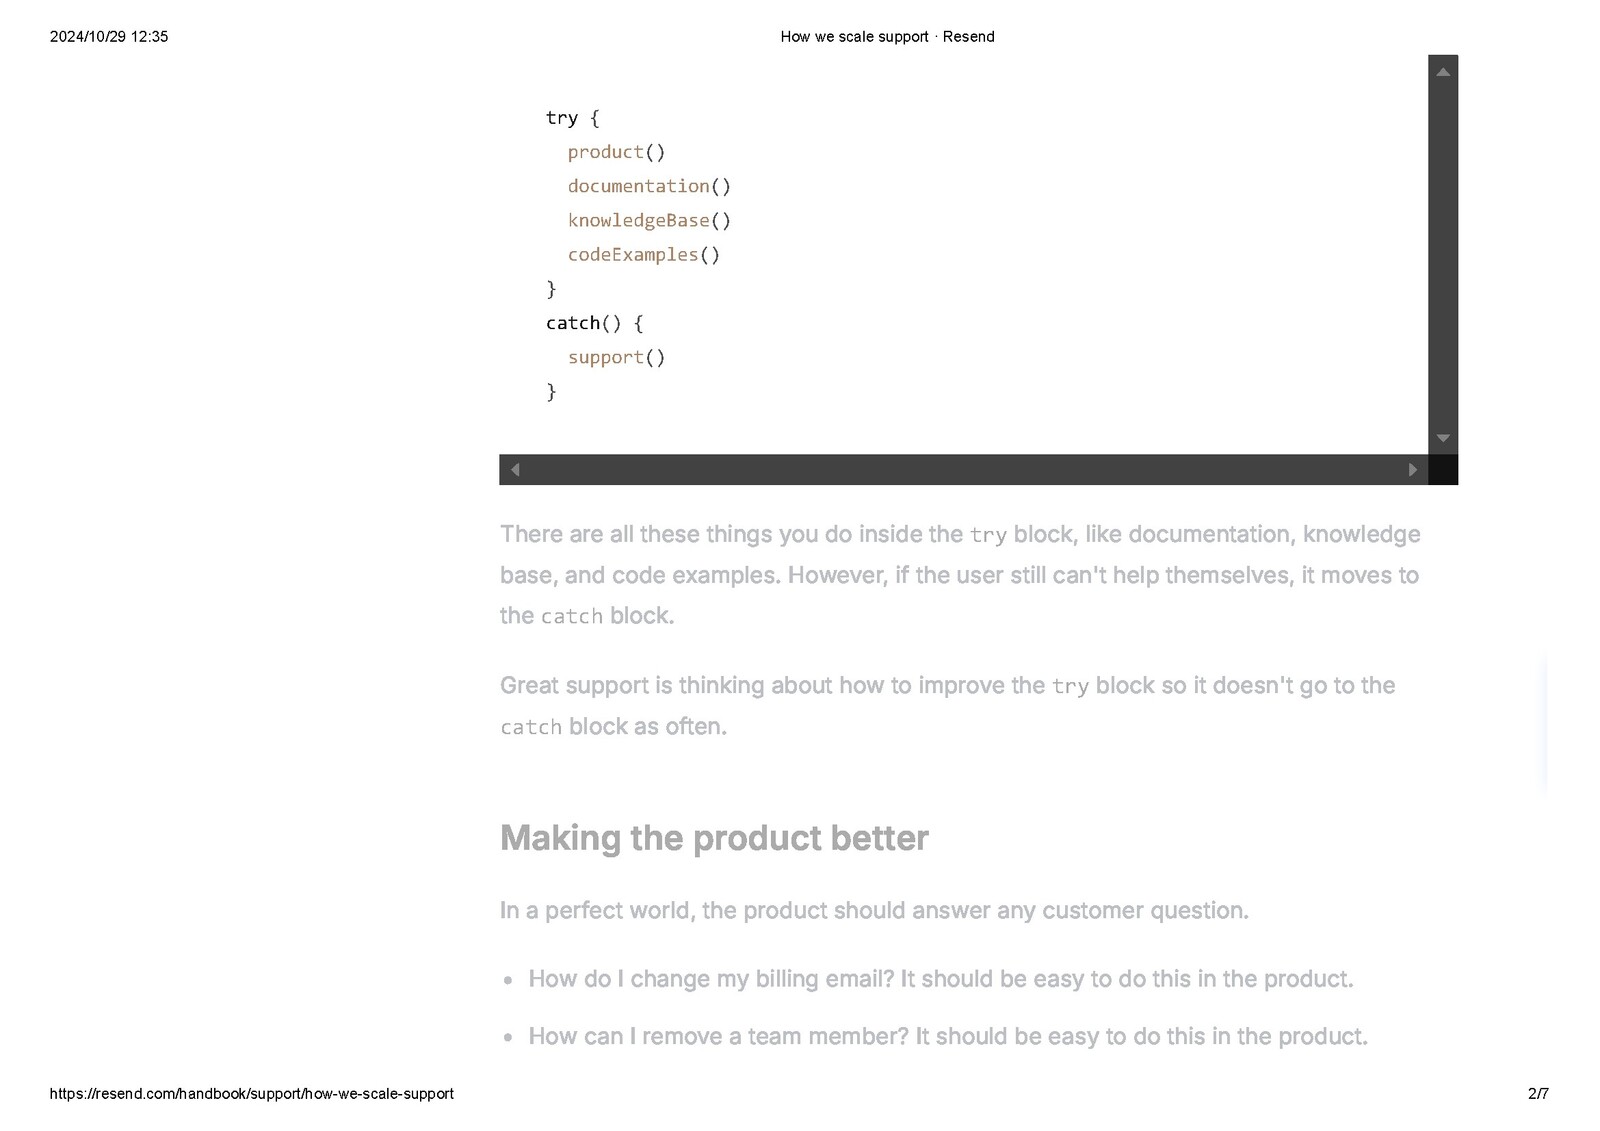 2024/10/29 12:35
How we scale support · Resend
try {
  product()
  documentation()
  knowledgeBase()
  codeExamples()
}
catch() {
  support()
}
There are all these things you do inside the try block, like documentation, knowledge
base, and code examples. However, if the user still can't help themselves, it moves to
the catch block.
Great support is thinking about how to improve the try block so it doesn't go to the
catch block as often.
Making the product better
In a perfect world, the product should answer any customer question.
• How do I change my billing email? It should be easy to do this in the product.
• How can I remove a team member? It should be easy to do this in the product.
https://resend.com/handbook/support/how-we-scale-support
2/7